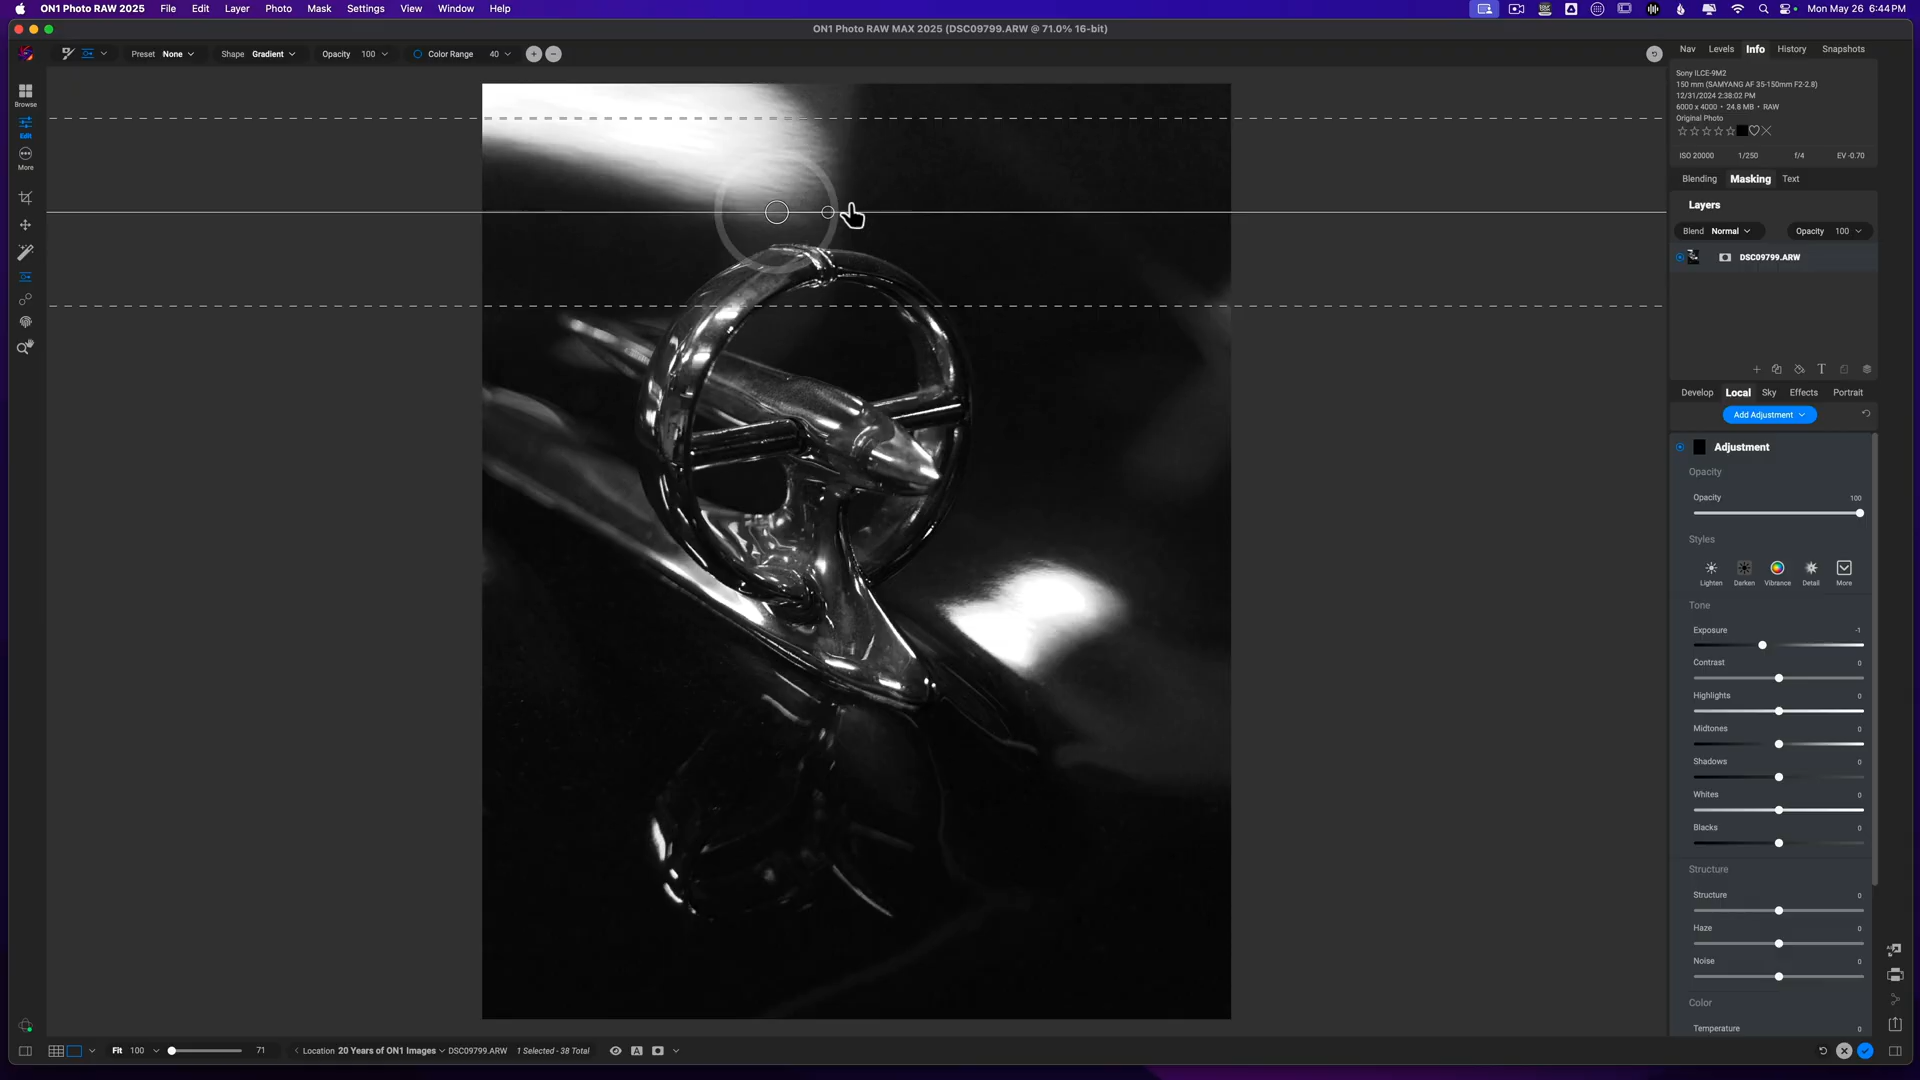 ON1 Photo RAW 2025 File Edit Layer Photo Mask Settings View Window Help Mon May 26 6:44 PM
ON1 Photo RAW MAX 2025 (DSC09799.ARW @ 71.0% 16-bit)
Preset None Shape Gradient Opacity 100 Color Range 40
Browse
Edit
More
Nav Levels Info History Snapshots
Sony ILCE-9M2
150 mm (SAMYANG AF 35-150mm F2-2.8)
12/31/2024 2:38:02 PM
6000 x 4000 • 24.8 MB • RAW
Original Photo
ISO 20000 1/250 f/4 EV -0.70
Blending Masking Text
Layers
Blend Normal Opacity 100
DSC09799.ARW
Develop Local Sky Effects Portrait
Add Adjustment
Adjustment
Opacity
Opacity 100
Styles
Lighten Darken Vibrance Detail More
Tone
Exposure -1
Contrast 0
Highlights 0
Midtones 0
Shadows 0
Whites 0
Blacks 0
Structure
Structure 0
Haze 0
Noise 0
Color
Temperature 0
Fit 100 71 Location 20 Years of ON1 Images DSC09799.ARW 1 Selected - 38 Total A